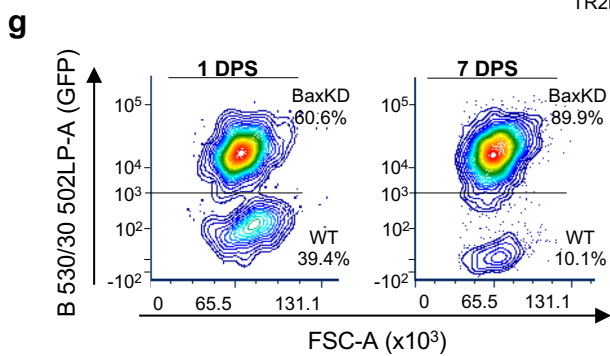 TR2
g
B 530/30 502LP-A (GFP)
1 DPS
BaxKD
60.6%
10⁵
10⁴
10³
10²
-10²
WT
39.4%
0 65.5 131.1
7 DPS
BaxKD
89.9%
10⁵
10⁴
10³
10²
-10²
WT
10.1%
0 65.5 131.1
FSC-A (x10³)